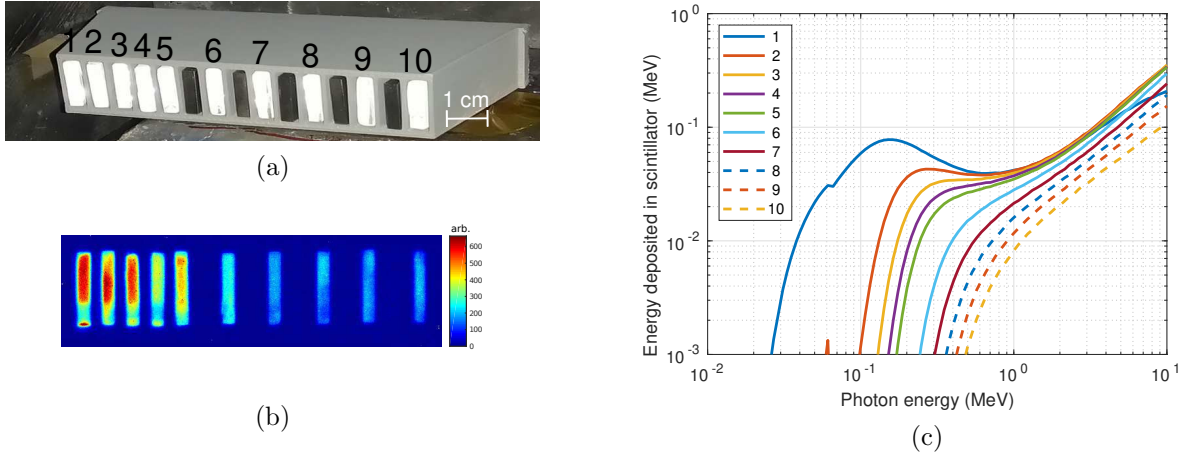 1 2 3 4 5 6 7 8 9 10
1 cm
(a)
arb.
600
500
400
300
200
100
0
(b)
Energy deposited in scintillator (MeV)
10^0
10^-1
10^-2
10^-3
1
2
3
4
5
6
7
8
9
10
10^-2 10^-1 10^0 10^1
Photon energy (MeV)
(c)